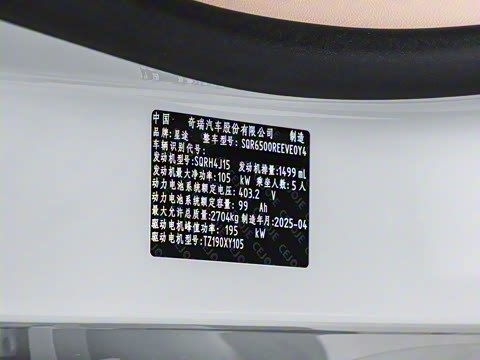 中国 奇瑞汽车股份有限公司 制造
品牌:星途 整车型号:SQR6500REEVE0Y4
车辆识别代号:
发动机型号:SQRH4J15 发动机排量:1499 mL
发动机最大净功率:105 kW 乘坐人数:5 人
动力电池系统额定电压:403.2 V
动力电池系统额定容量:99 Ah
最大允许总质量:2704kg 制造年月:2025-04
驱动电机峰值功率:195 kW
驱动电机型号:TZ190XY105